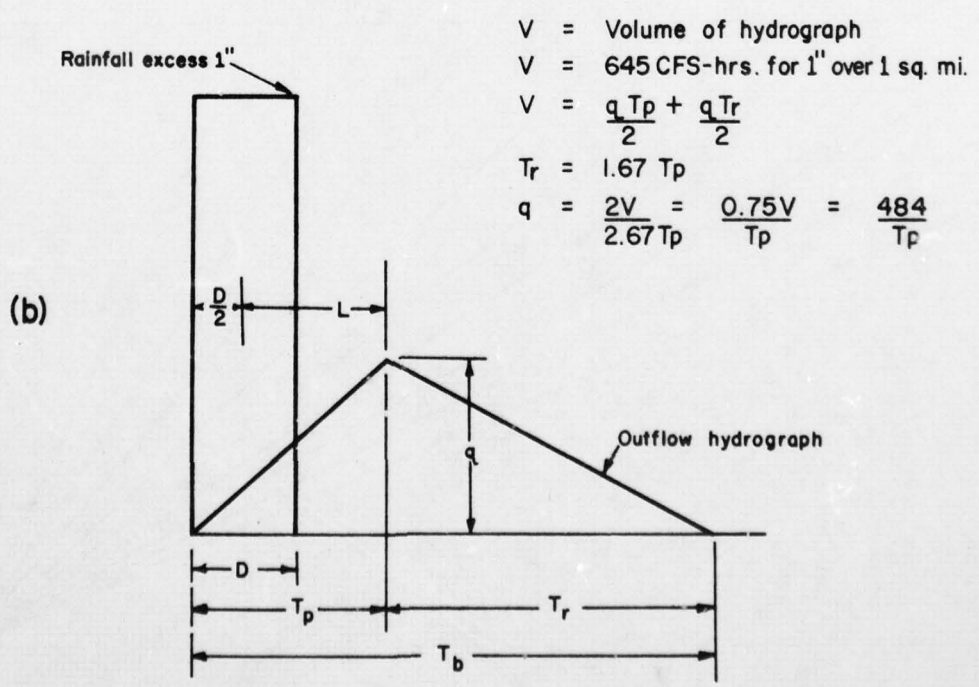 V = Volume of hydrograph
Rainfall excess 1"
V = 645 CFS-hrs. for 1" over 1 sq. mi.
V = q Tp/2 + q Tr/2
Tr = 1.67 Tp
q = 2V/2.67 Tp = 0.75V/Tp = 484/Tp
(b)
D/2
L
q
Outflow hydrograph
D
Tp
Tr
Tb